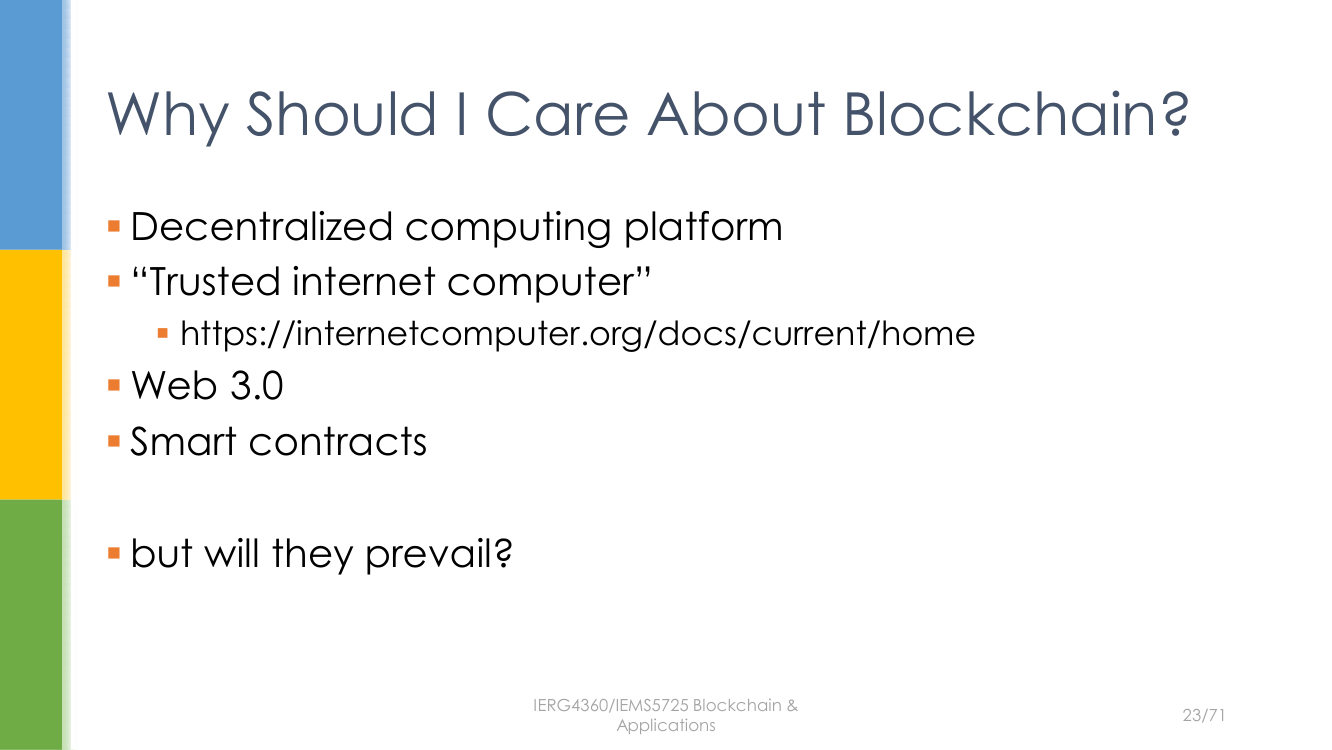 Why Should I Care About Blockchain?
▪ Decentralized computing platform
▪ “Trusted internet computer”
▪ https://internetcomputer.org/docs/current/home
▪ Web 3.0
▪ Smart contracts
▪ but will they prevail?
IERG4360/IEMS5725 Blockchain &
Applications
23/71